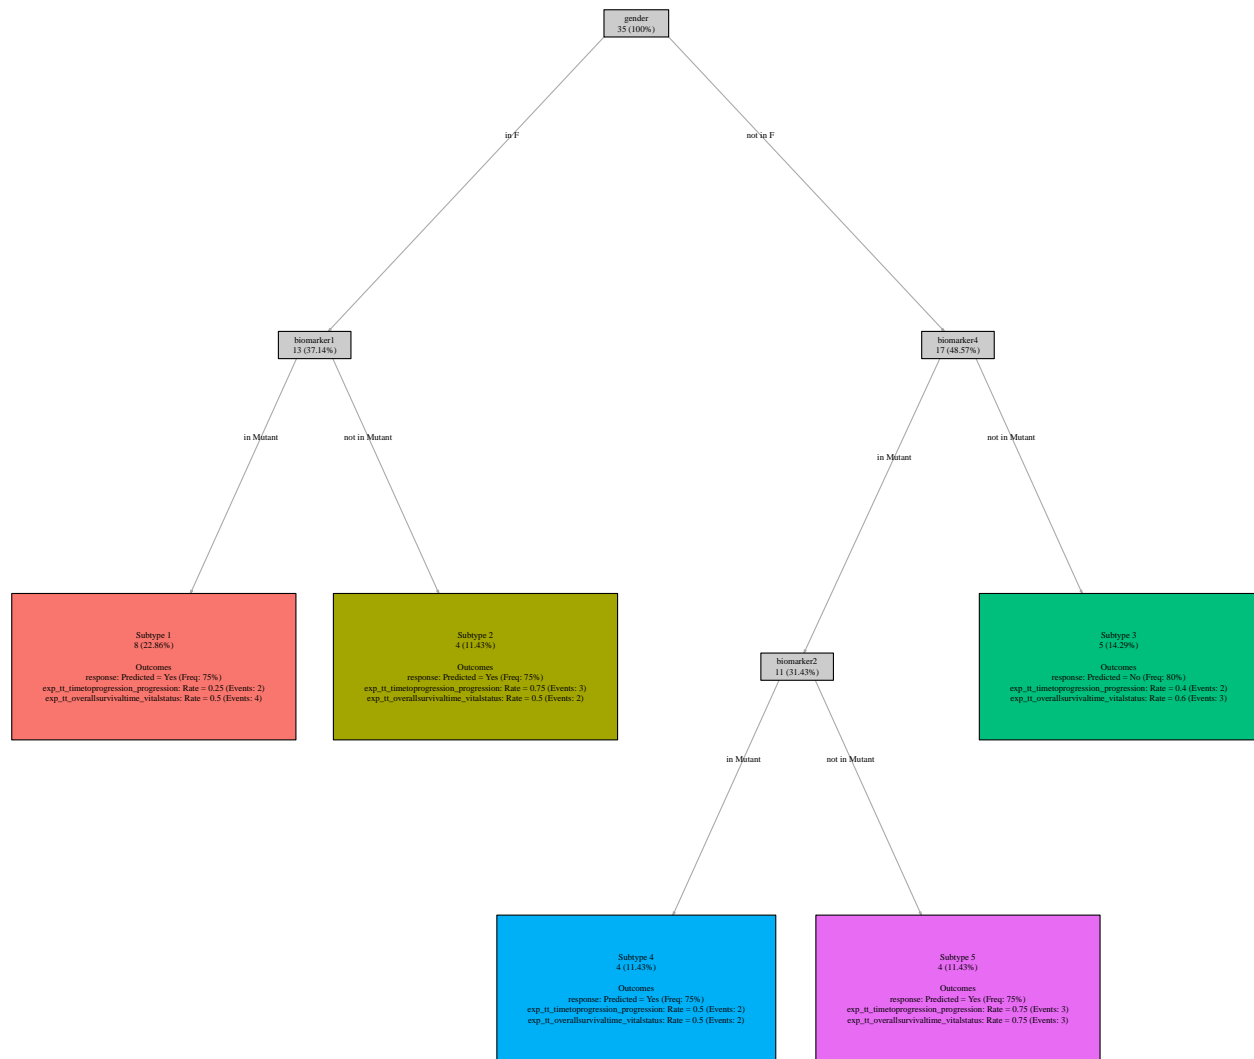 gender
35 (100%)
in F
not in F
biomarker1
13 (37.14%)
biomarker4
17 (48.57%)
in Mutant
not in Mutant
in Mutant
not in Mutant
Subtype 1
8 (22.86%)
Outcomes
response: Predicted = Yes (Freq: 75%)
exp_tt_timetoprogression_progression: Rate = 0.25 (Events: 2)
exp_tt_overallsurvivaltime_vitalstatus: Rate = 0.5 (Events: 4)
Subtype 2
4 (11.43%)
Outcomes
response: Predicted = Yes (Freq: 75%)
exp_tt_timetoprogression_progression: Rate = 0.75 (Events: 3)
exp_tt_overallsurvivaltime_vitalstatus: Rate = 0.5 (Events: 2)
biomarker2
11 (31.43%)
Subtype 3
5 (14.29%)
Outcomes
response: Predicted = No (Freq: 80%)
exp_tt_timetoprogression_progression: Rate = 0.4 (Events: 2)
exp_tt_overallsurvivaltime_vitalstatus: Rate = 0.6 (Events: 3)
in Mutant
not in Mutant
Subtype 4
4 (11.43%)
Outcomes
response: Predicted = Yes (Freq: 75%)
exp_tt_timetoprogression_progression: Rate = 0.5 (Events: 2)
exp_tt_overallsurvivaltime_vitalstatus: Rate = 0.5 (Events: 2)
Subtype 5
4 (11.43%)
Outcomes
response: Predicted = Yes (Freq: 75%)
exp_tt_timetoprogression_progression: Rate = 0.75 (Events: 3)
exp_tt_overallsurvivaltime_vitalstatus: Rate = 0.75 (Events: 3)